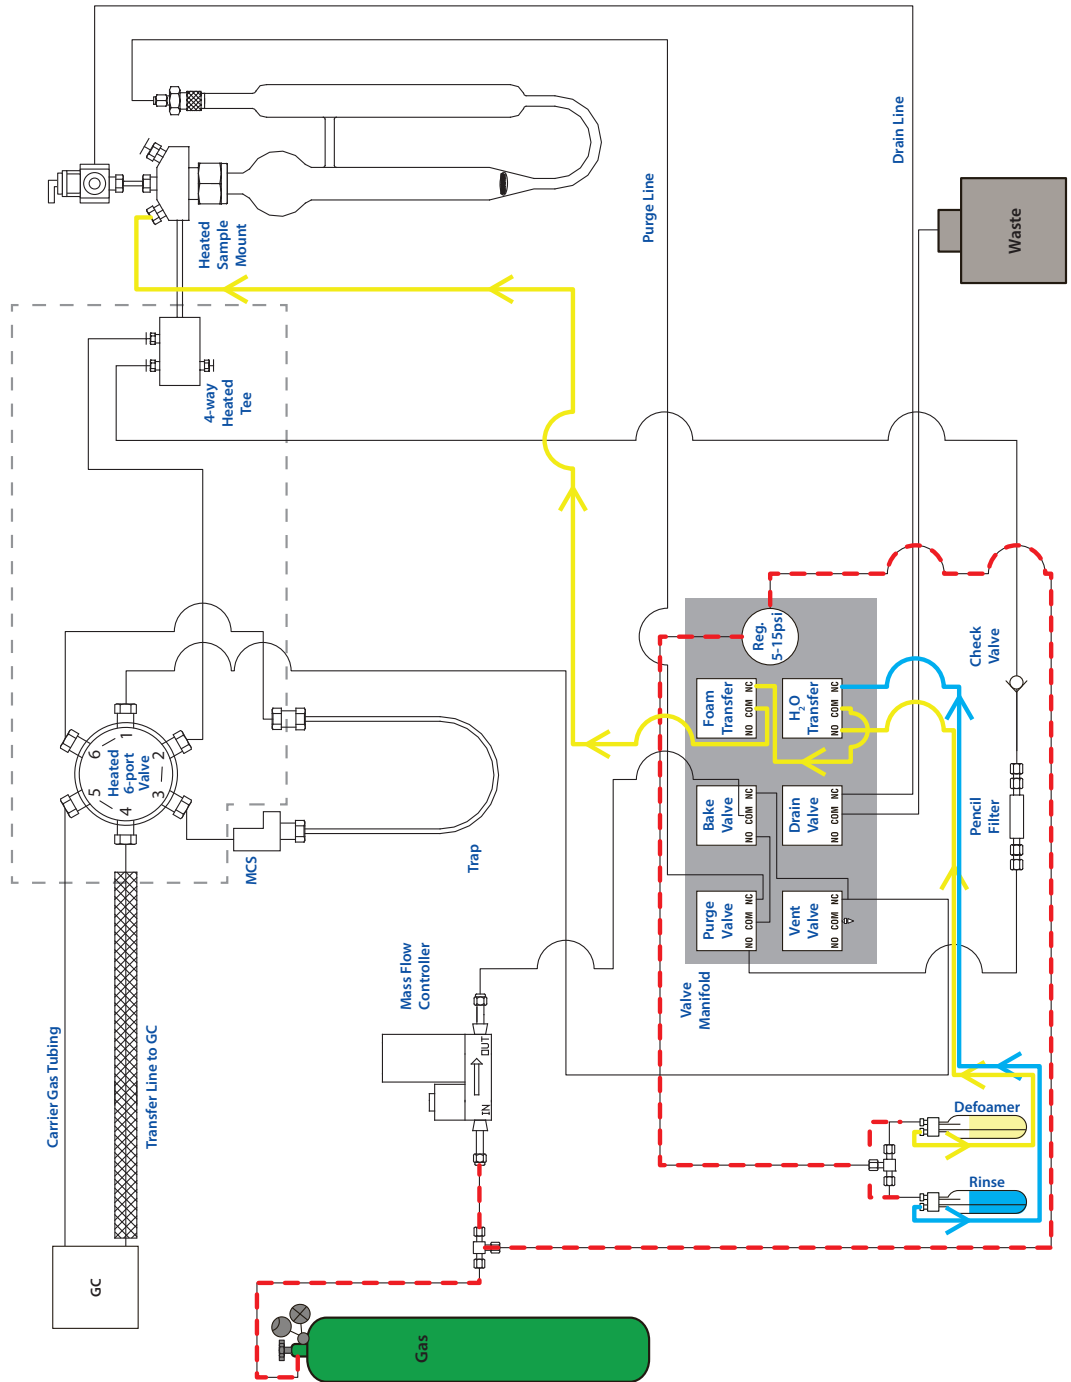 Drain Line
Purge Line
Waste
Heated
Sample
Mount
4-way
Heated
Tee
Heated
6-port
Valve
1
2
3
4
5
6
MCS
Trap
Carrier Gas Tubing
Transfer Line to GC
GC
Mass Flow
Controller
IN
OUT
Gas
Valve
Manifold
Reg.
5-15psi
Foam
Transfer
NO COM NC
H2O
Transfer
NO COM NC
Bake
Valve
NO COM NC
Drain
Valve
NO COM NC
Purge
Valve
NO COM NC
Vent
Valve
NO COM NC
Check
Valve
Pencil
Filter
Defoamer
Rinse